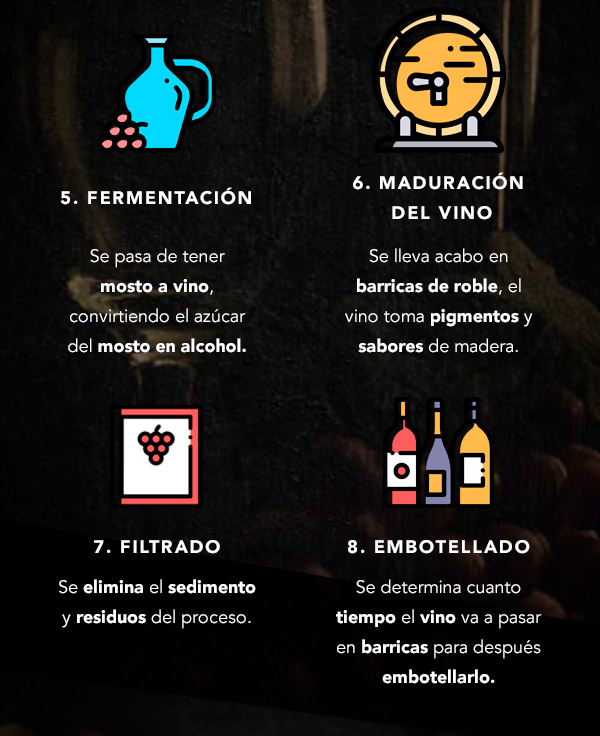 5. FERMENTACIÓN
Se pasa de tener
mosto a vino,
convirtiendo el azúcar
del mosto en alcohol.
6. MADURACIÓN
DEL VINO
Se lleva acabo en
barricas de roble, el
vino toma pigmentos y
sabores de madera.
7. FILTRADO
Se elimina el sedimento
y residuos del proceso.
8. EMBOTELLADO
Se determina cuanto
tiempo el vino va a pasar
en barricas para después
embotellarlo.